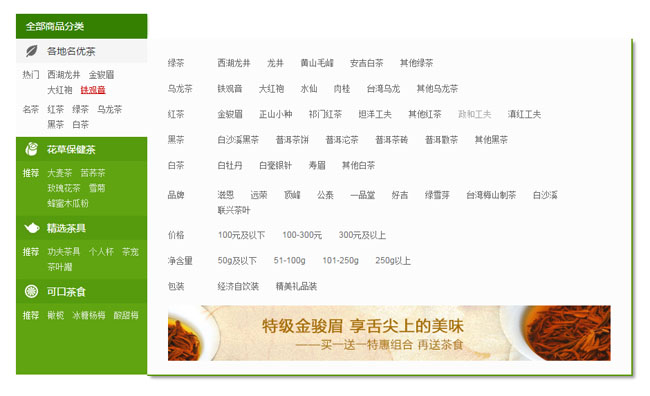 全部商品分类
各地名优茶
热门 西湖龙井 金骏眉
大红袍 水仙 铁观音
名茶 红茶 绿茶 乌龙茶
黑茶 白茶
花草保健茶
推荐 大麦茶 苦荞茶
玫瑰花茶 雪菊
蜂蜜木瓜粉
精选茶具
推荐 功夫茶具 个人杯 茶宠
茶叶罐
可口茶食
推荐 橄榄 冰糖杨梅 酸甜梅
绿茶 西湖龙井 龙井 黄山毛峰 安吉白茶 其他绿茶
乌龙茶 铁观音 大红袍 水仙 肉桂 台湾乌龙 其他乌龙茶
红茶 金骏眉 正山小种 祁门红茶 坦洋工夫 其他红茶 政和工夫 滇红工夫
黑茶 白沙溪黑茶 普洱茶饼 普洱沱茶 普洱茶砖 普洱散茶 其他黑茶
白茶 白牡丹 白毫银针 寿眉 其他白茶
品牌 滋恩 远荣 顶峰 公泰 一品堂 好吉 绿雪芽 台湾梅山制茶 白沙溪
联兴茶叶
价格 100元及以下 100-300元 300元及以上
净含量 50g及以下 51-100g 101-250g 250g以上
包装 经济自饮装 精美礼品装
特级金骏眉 享舌尖上的美味
——买一送一特惠组合 再送茶食